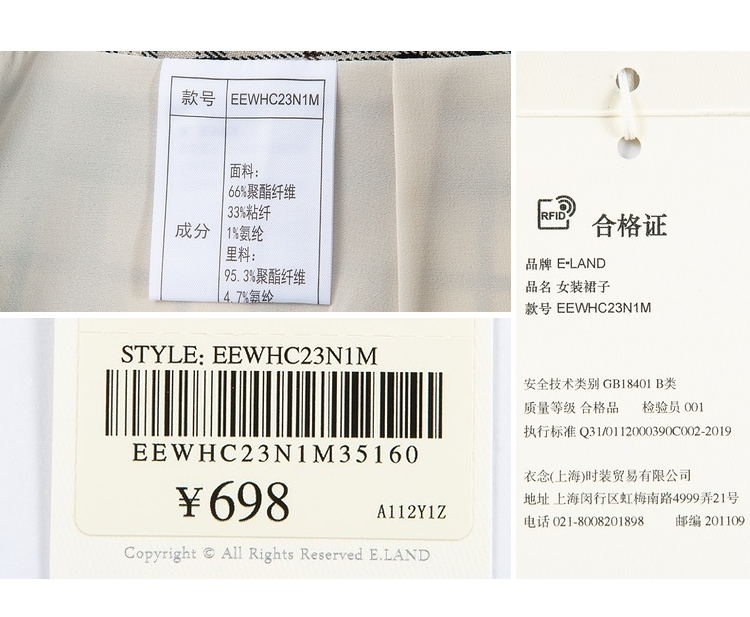 款号 EEWHC23N1M
成分
面料:
66%聚酯纤维
33%粘纤
1%氨纶
里料:
95.3%聚酯纤维
4.7%氨纶
STYLE: EEWHC23N1M
EEWHC23N1M35160
¥698
A112Y1Z
Copyright © All Rights Reserved E.LAND
RFID
合格证
品牌 E·LAND
品名 女装裙子
款号 EEWHC23N1M
安全技术类别 GB18401 B类
质量等级 合格品 检验员 001
执行标准 Q31/0112000390C002-2019
衣念(上海)时装贸易有限公司
地址 上海闵行区虹梅南路4999弄21号
电话 021-8008201898 邮编 201109